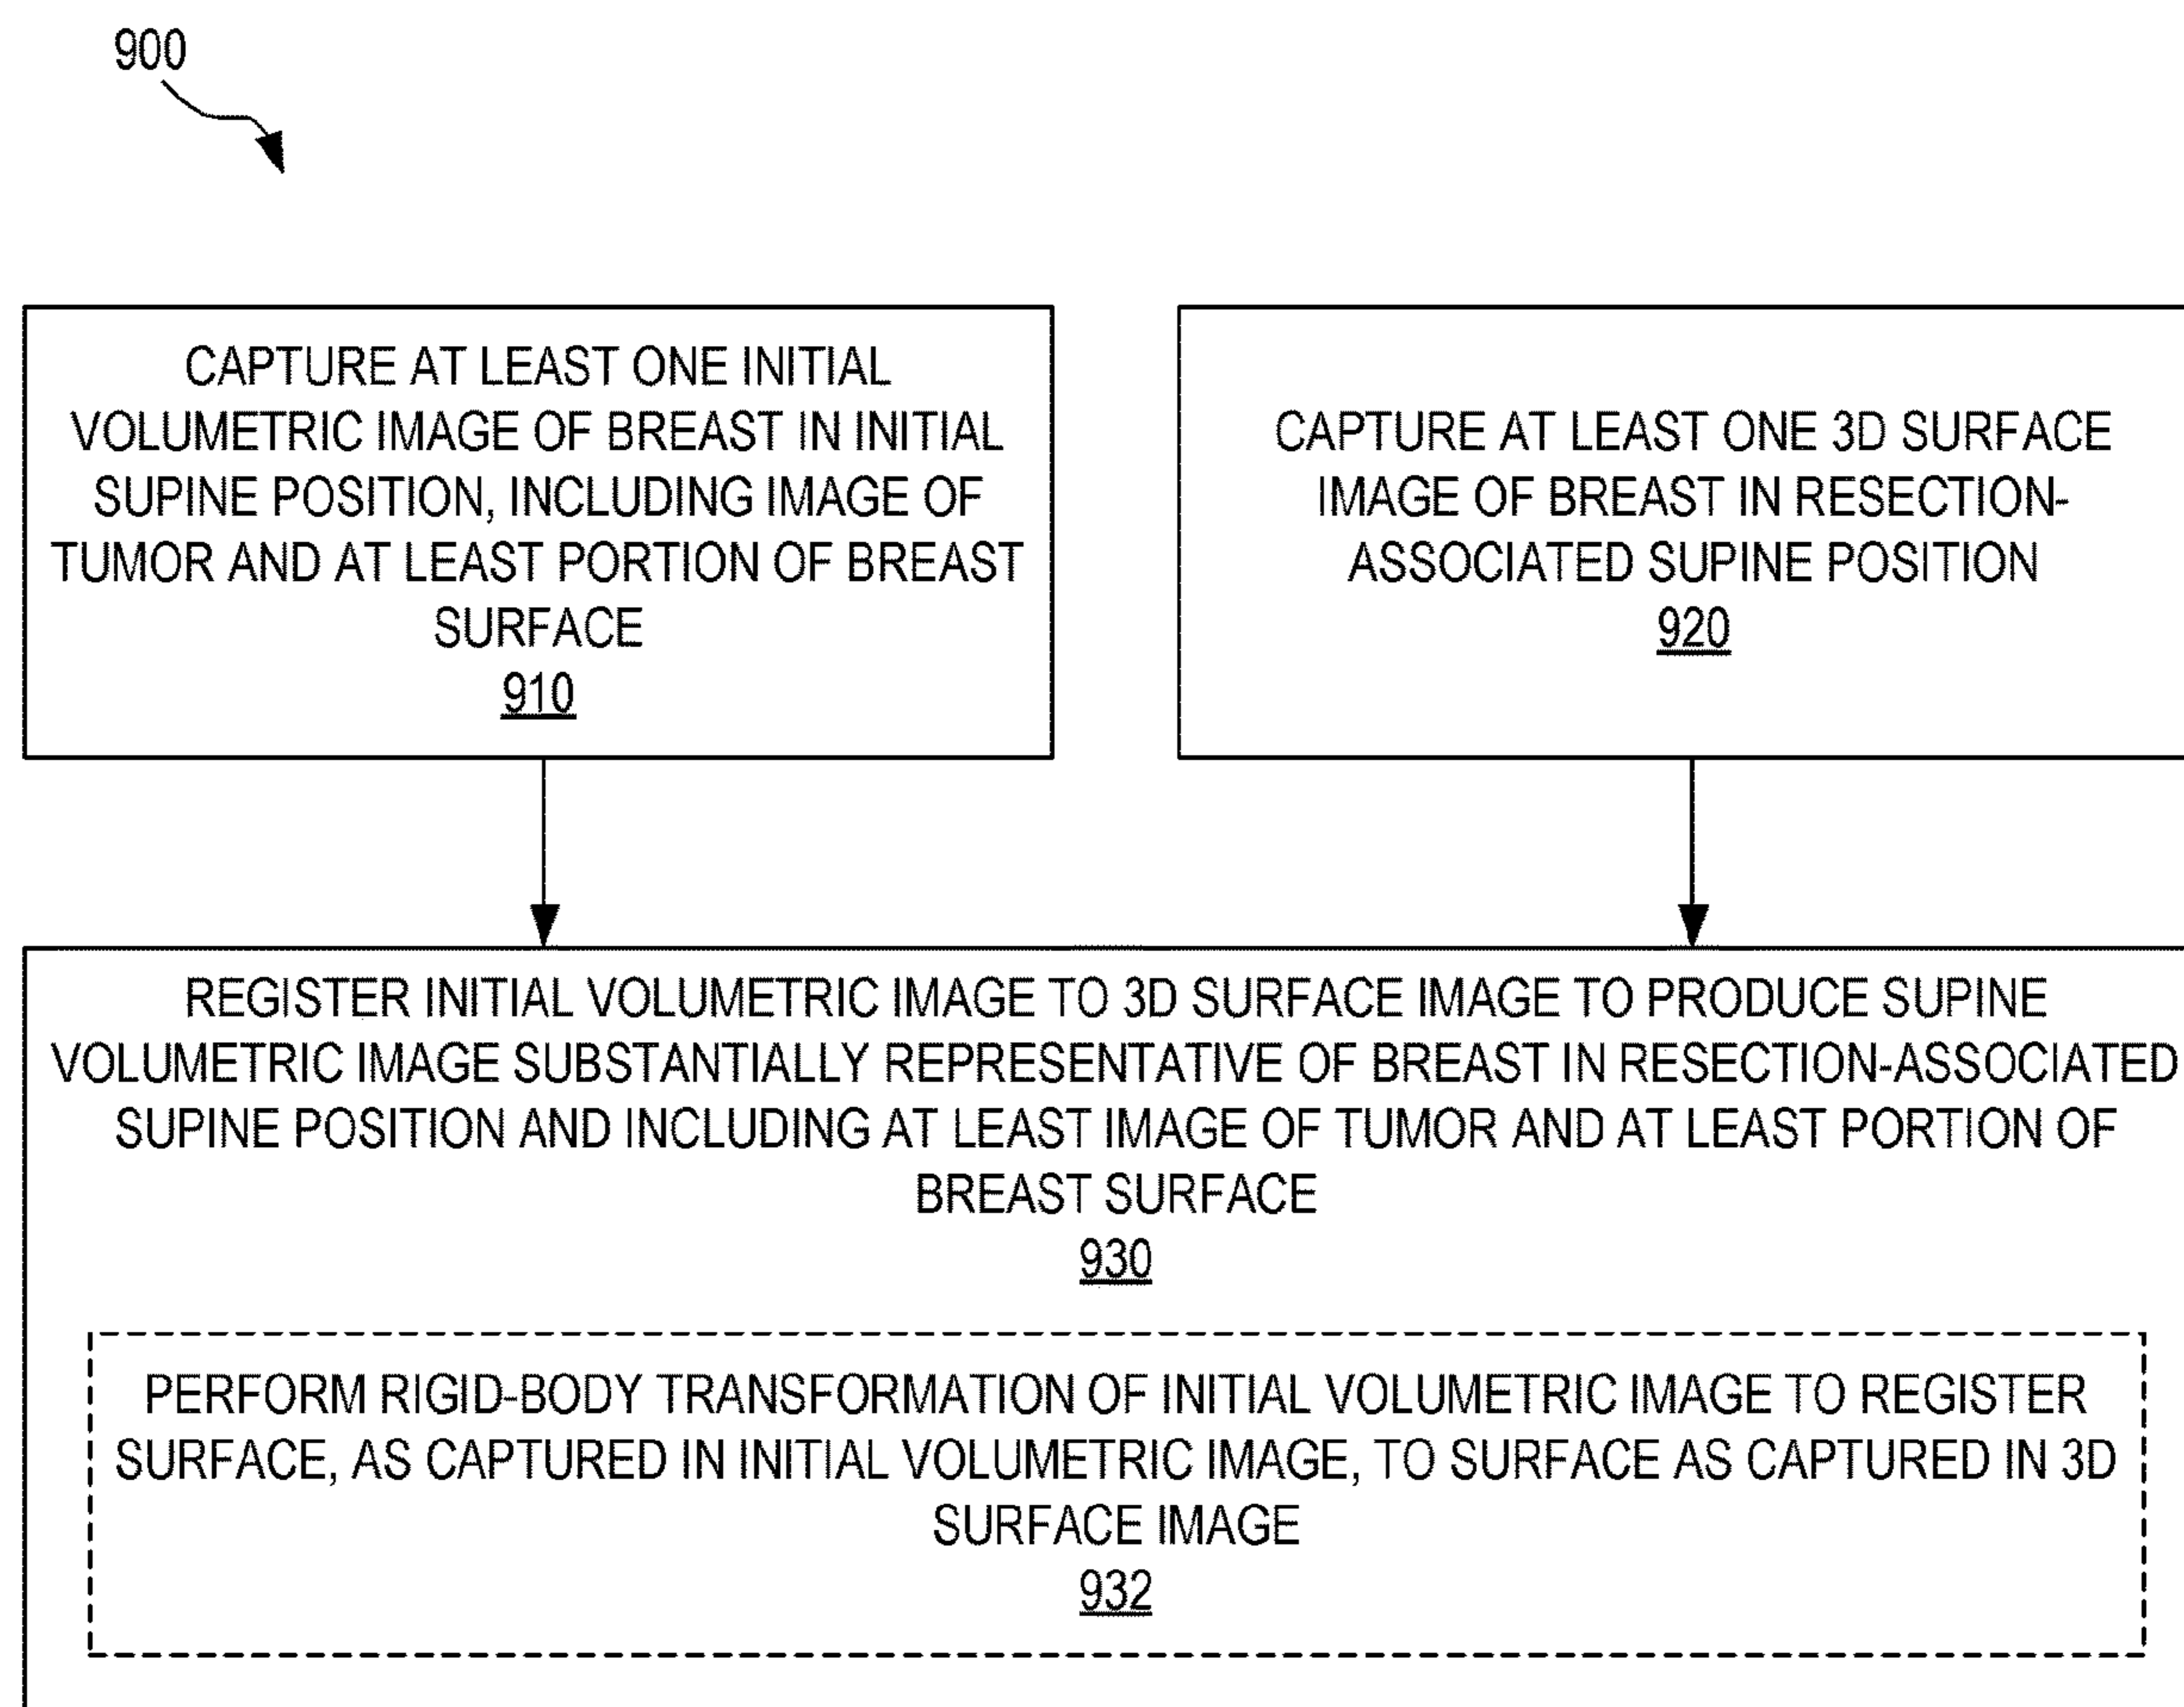 900
CAPTURE AT LEAST ONE INITIAL
VOLUMETRIC IMAGE OF BREAST IN INITIAL
SUPINE POSITION, INCLUDING IMAGE OF
TUMOR AND AT LEAST PORTION OF BREAST
SURFACE
910
CAPTURE AT LEAST ONE 3D SURFACE
IMAGE OF BREAST IN RESECTION-
ASSOCIATED SUPINE POSITION
920
REGISTER INITIAL VOLUMETRIC IMAGE TO 3D SURFACE IMAGE TO PRODUCE SUPINE
VOLUMETRIC IMAGE SUBSTANTIALLY REPRESENTATIVE OF BREAST IN RESECTION-ASSOCIATED
SUPINE POSITION AND INCLUDING AT LEAST IMAGE OF TUMOR AND AT LEAST PORTION OF
BREAST SURFACE
930
PERFORM RIGID-BODY TRANSFORMATION OF INITIAL VOLUMETRIC IMAGE TO REGISTER
SURFACE, AS CAPTURED IN INITIAL VOLUMETRIC IMAGE, TO SURFACE AS CAPTURED IN 3D
SURFACE IMAGE
932